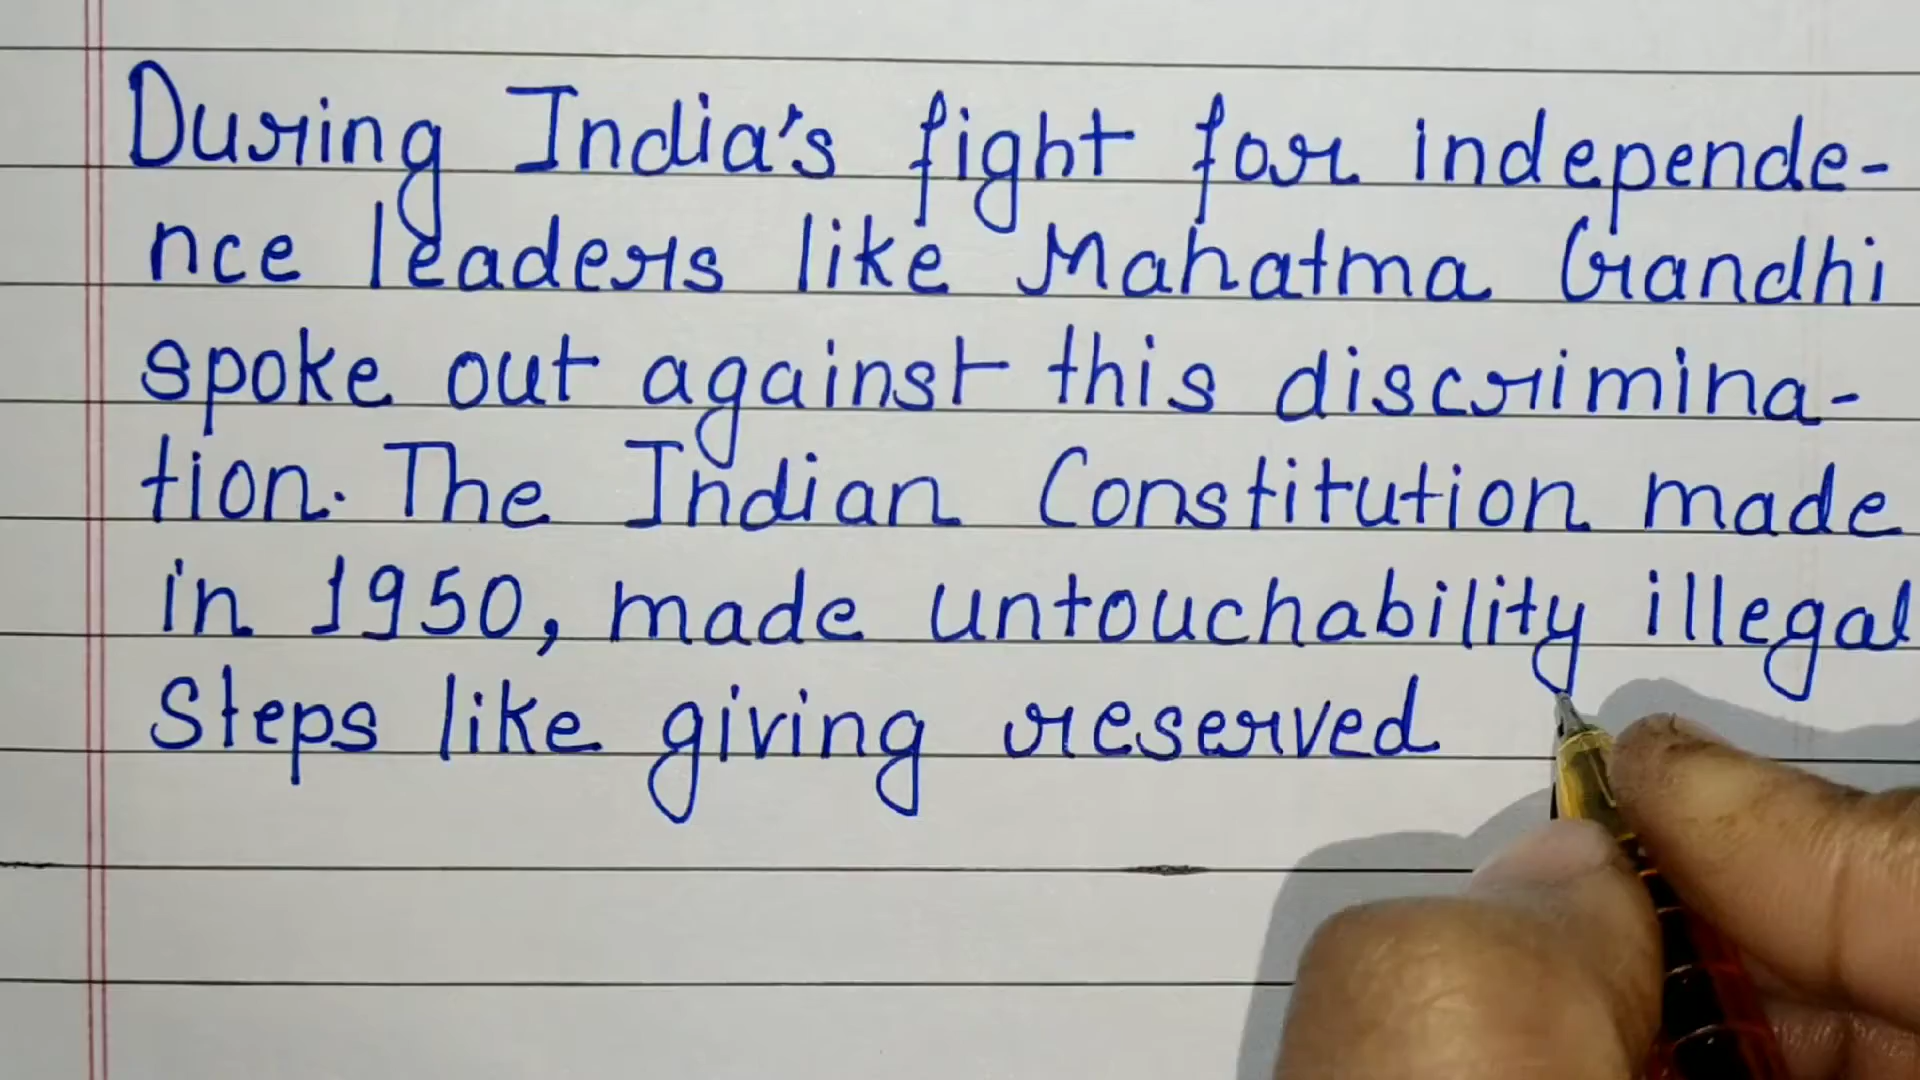 During India's fight for independe-
nce leaders like Mahatma Gandhi
spoke out against this discrimina-
tion. The Indian Constitution made
in 1950, made untouchability illegal
Steps like giving reserved